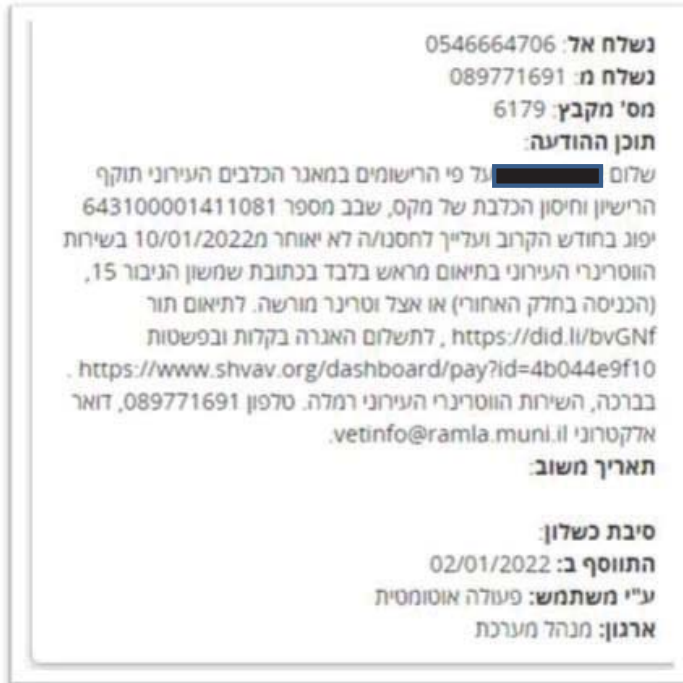 נשלח אל: 0546664706
נשלח מ: 089771691
מס' מקבץ: 6179
תוכן ההודעה:
שלום על פי הרישומים במאגר הכלבים העירוני תוקף
הרישיון וחיסון הכלבת של מקס, שבב מספר 643100001411081
יפוג בחודש הקרוב ועלייך לחסנו/ה לא יאוחר מ10/01/2022 בשירות
הווטרינרי העירוני בתיאום מראש בלבד בכתובת שמשון הגיבור 15,
(הכניסה בחלק האחורי) או אצל וטרינר מורשה. לתיאום תור
https://did.li/bvGNf , לתשלום האגרה בקלות ובפשטות
https://www.shvav.org/dashboard/pay?id=4b044e9f10 .
בברכה, השירות הווטרינרי העירוני רמלה. טלפון 089771691, דואר
אלקטרוני vetinfo@ramla.muni.il.
תאריך משוב:
סיבת כשלון:
התווסף ב: 02/01/2022
ע"י משתמש: פעולה אוטומטית
ארגון: מנהל מערכת